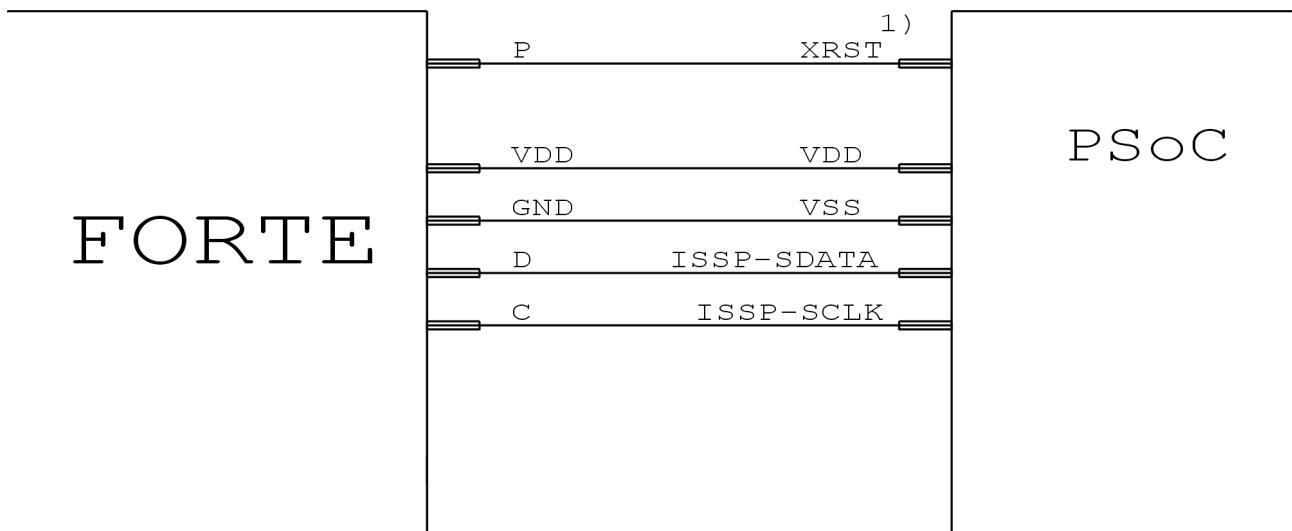 1)
P XRST
VDD VDD
PSoC
GND VSS
FORTE
D ISSP-SDATA
C ISSP-SCLK